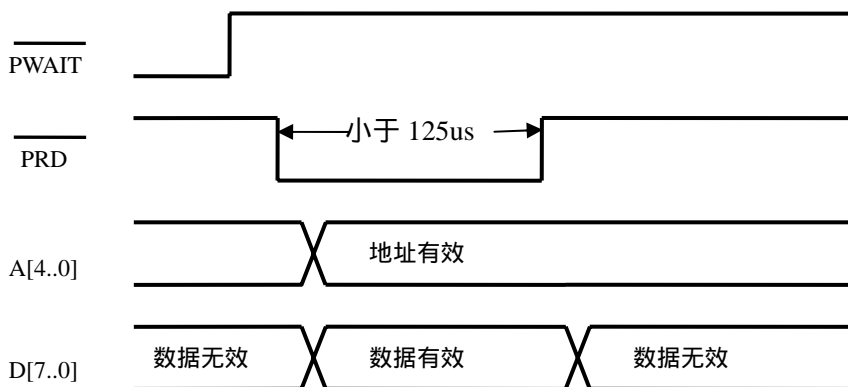 PWAIT
小于 125us
PRD
地址有效
A[4..0]
数据无效 数据有效 数据无效
D[7..0]